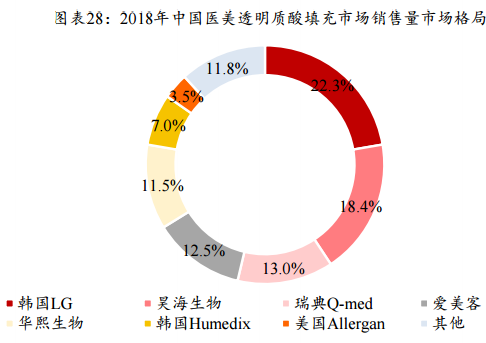 图表28：2018年中国医美透明质酸填充市场销售量市场格局
11.8%
22.3%
3.5%
7.0%
11.5%
18.4%
12.5%
13.0%
韩国LG 昊海生物 瑞典Q-med 爱美客
华熙生物 韩国Humedix 美国Allergan 其他